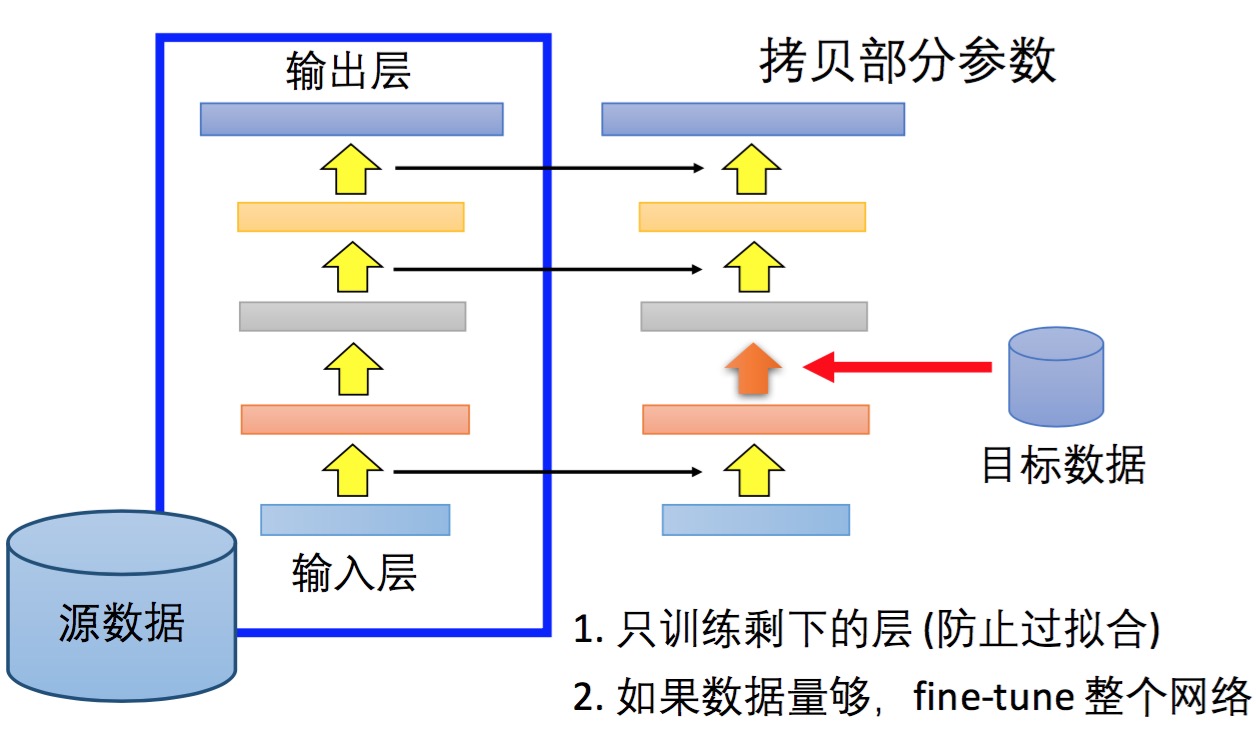 输出层
拷贝部分参数
目标数据
输入层
源数据
1. 只训练剩下的层 (防止过拟合)
2. 如果数据量够，fine-tune 整个网络